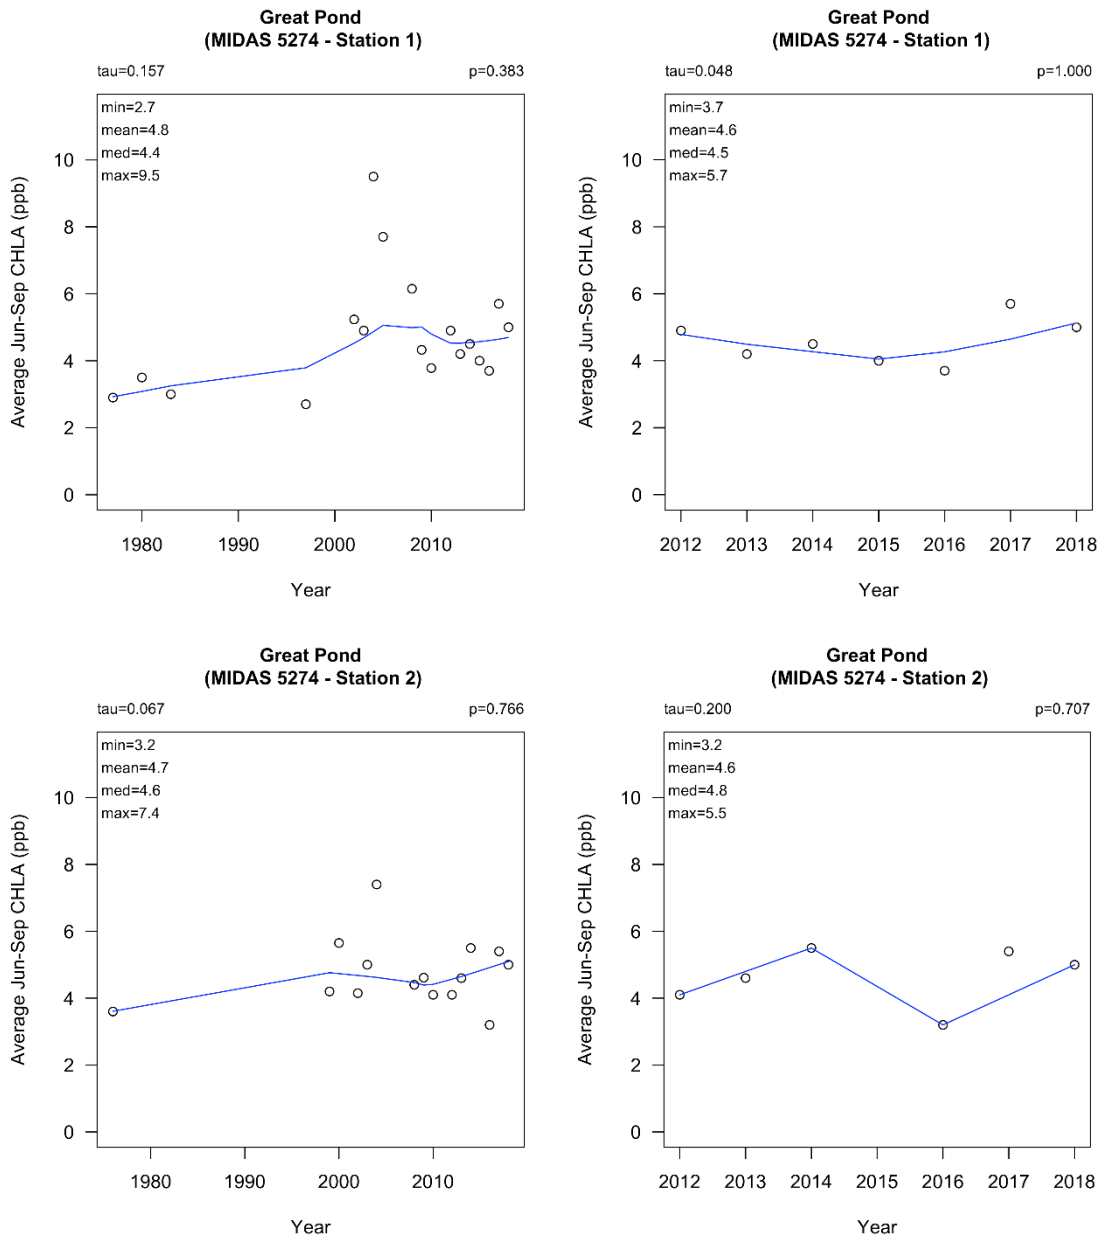 Great Pond
(MIDAS 5274 - Station 1)
tau=0.157
p=0.383
min=2.7
mean=4.8
med=4.4
max=9.5
Average Jun-Sep CHLA (ppb)
10
8
6
4
2
0
1980
1990
2000
2010
Year
Great Pond
(MIDAS 5274 - Station 1)
tau=0.048
p=1.000
min=3.7
mean=4.6
med=4.5
max=5.7
Average Jun-Sep CHLA (ppb)
10
8
6
4
2
0
2012
2013
2014
2015
2016
2017
2018
Year
Great Pond
(MIDAS 5274 - Station 2)
tau=0.067
p=0.766
min=3.2
mean=4.7
med=4.6
max=7.4
Average Jun-Sep CHLA (ppb)
10
8
6
4
2
0
1980
1990
2000
2010
Year
Great Pond
(MIDAS 5274 - Station 2)
tau=0.200
p=0.707
min=3.2
mean=4.6
med=4.8
max=5.5
Average Jun-Sep CHLA (ppb)
10
8
6
4
2
0
2012
2013
2014
2015
2016
2017
2018
Year